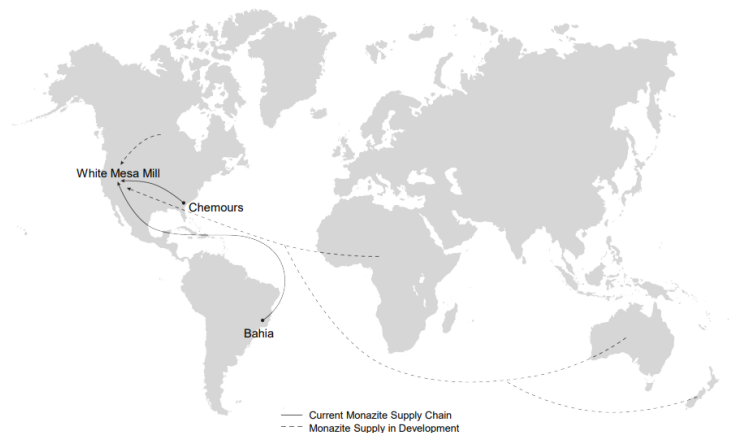 White Mesa Mill
Chemours
Bahia
Current Monazite Supply Chain
Monazite Supply in Development